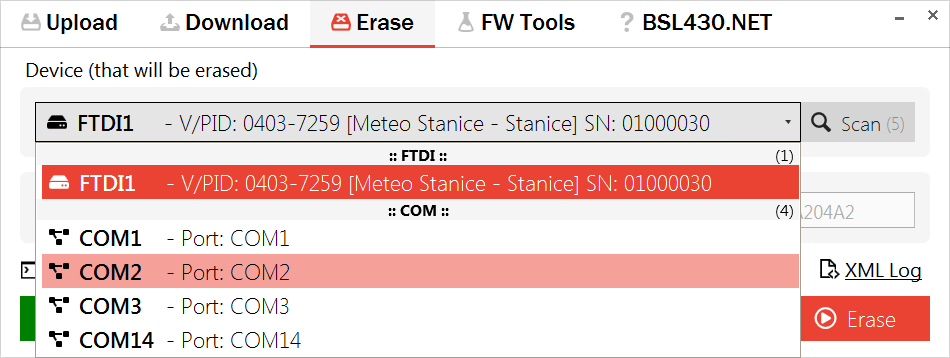 Upload Download Erase FW Tools ? BSL430.NET
Device (that will be erased)
FTDI1 - V/PID: 0403-7259 [Meteo Stanice - Stanice] SN: 01000030 Scan (5)
:: FTDI :: (1)
FTDI1 - V/PID: 0403-7259 [Meteo Stanice - Stanice] SN: 01000030
:: COM :: (4)
204A2
COM1 - Port: COM1
COM2 - Port: COM2
XML Log
COM3 - Port: COM3
Erase
COM14 - Port: COM14